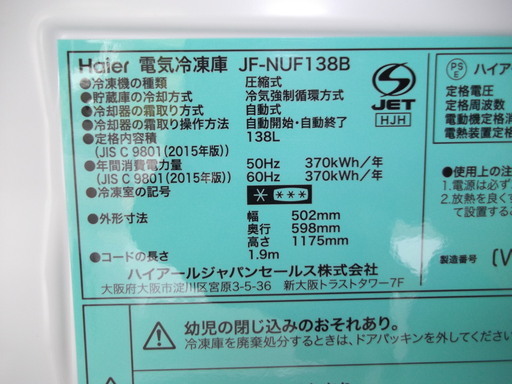 Haier 電気冷凍庫 JF-NUF138B
●冷凍機の種類 圧縮式
●貯蔵庫の冷却方式 冷気強制循環方式
●冷却器の霜取り方式 自動式
●冷却器の霜取り操作方法 自動開始・自動終了
●定格内容積 138L
(JIS C 9801(2015年版))
●年間消費電力量 50Hz 370kWh/年
(JIS C 9801(2015年版)) 60Hz 370kWh/年
●冷凍室の記号
●外形寸法 幅 502mm
奥行 598mm
高さ 1175mm
●コードの長さ 1.9m
ハイアールジャパンセールス株式会社
大阪府大阪市淀川区宮原3-5-36 新大阪トラストタワー7F
S
JET
HJH
PS
E
ハイアー
定格電圧
定格周波数
電動機定格消
電熱装置定格
●使用上の注
1.電源は必ず
2.放熱を良く
て設置する
製造番号
幼児の閉じ込めのおそれあり。
冷凍庫を廃棄処分するときは、ドアパッキンを外してくだ